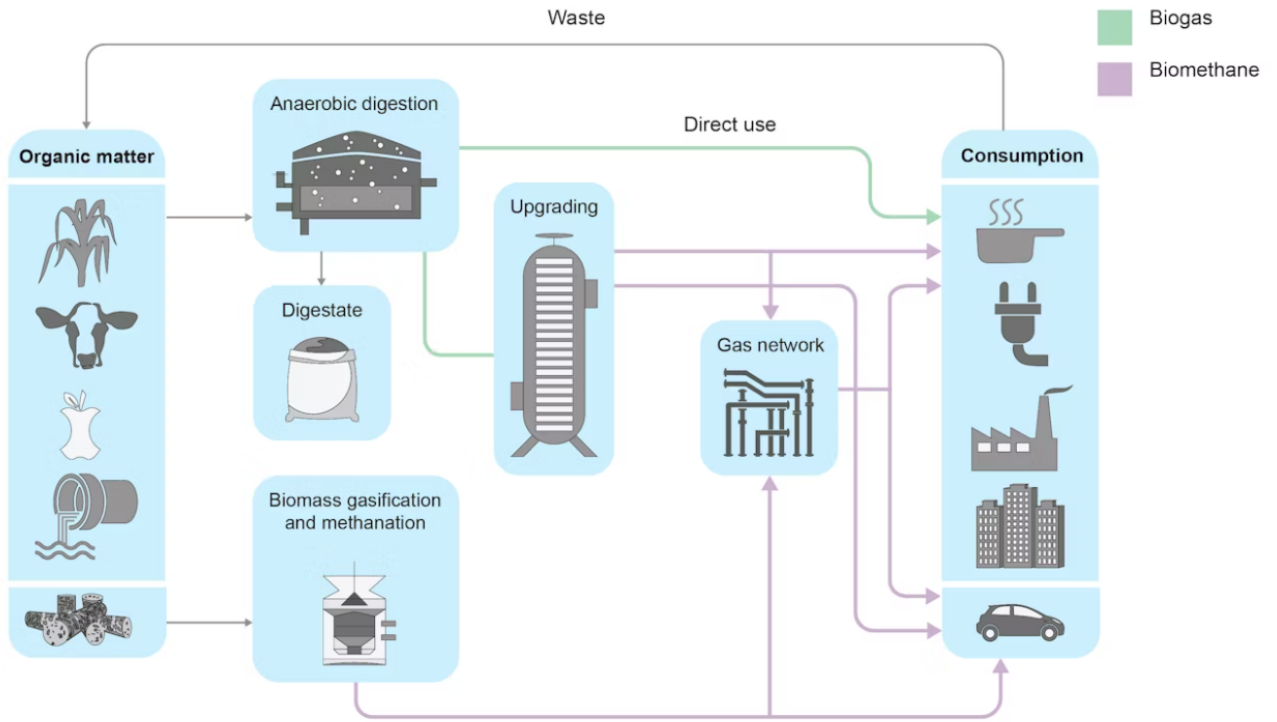 Waste
Biogas
Biomethane
Anaerobic digestion
Direct use
Organic matter
Consumption
Upgrading
Digestate
Gas network
Biomass gasification
and methanation